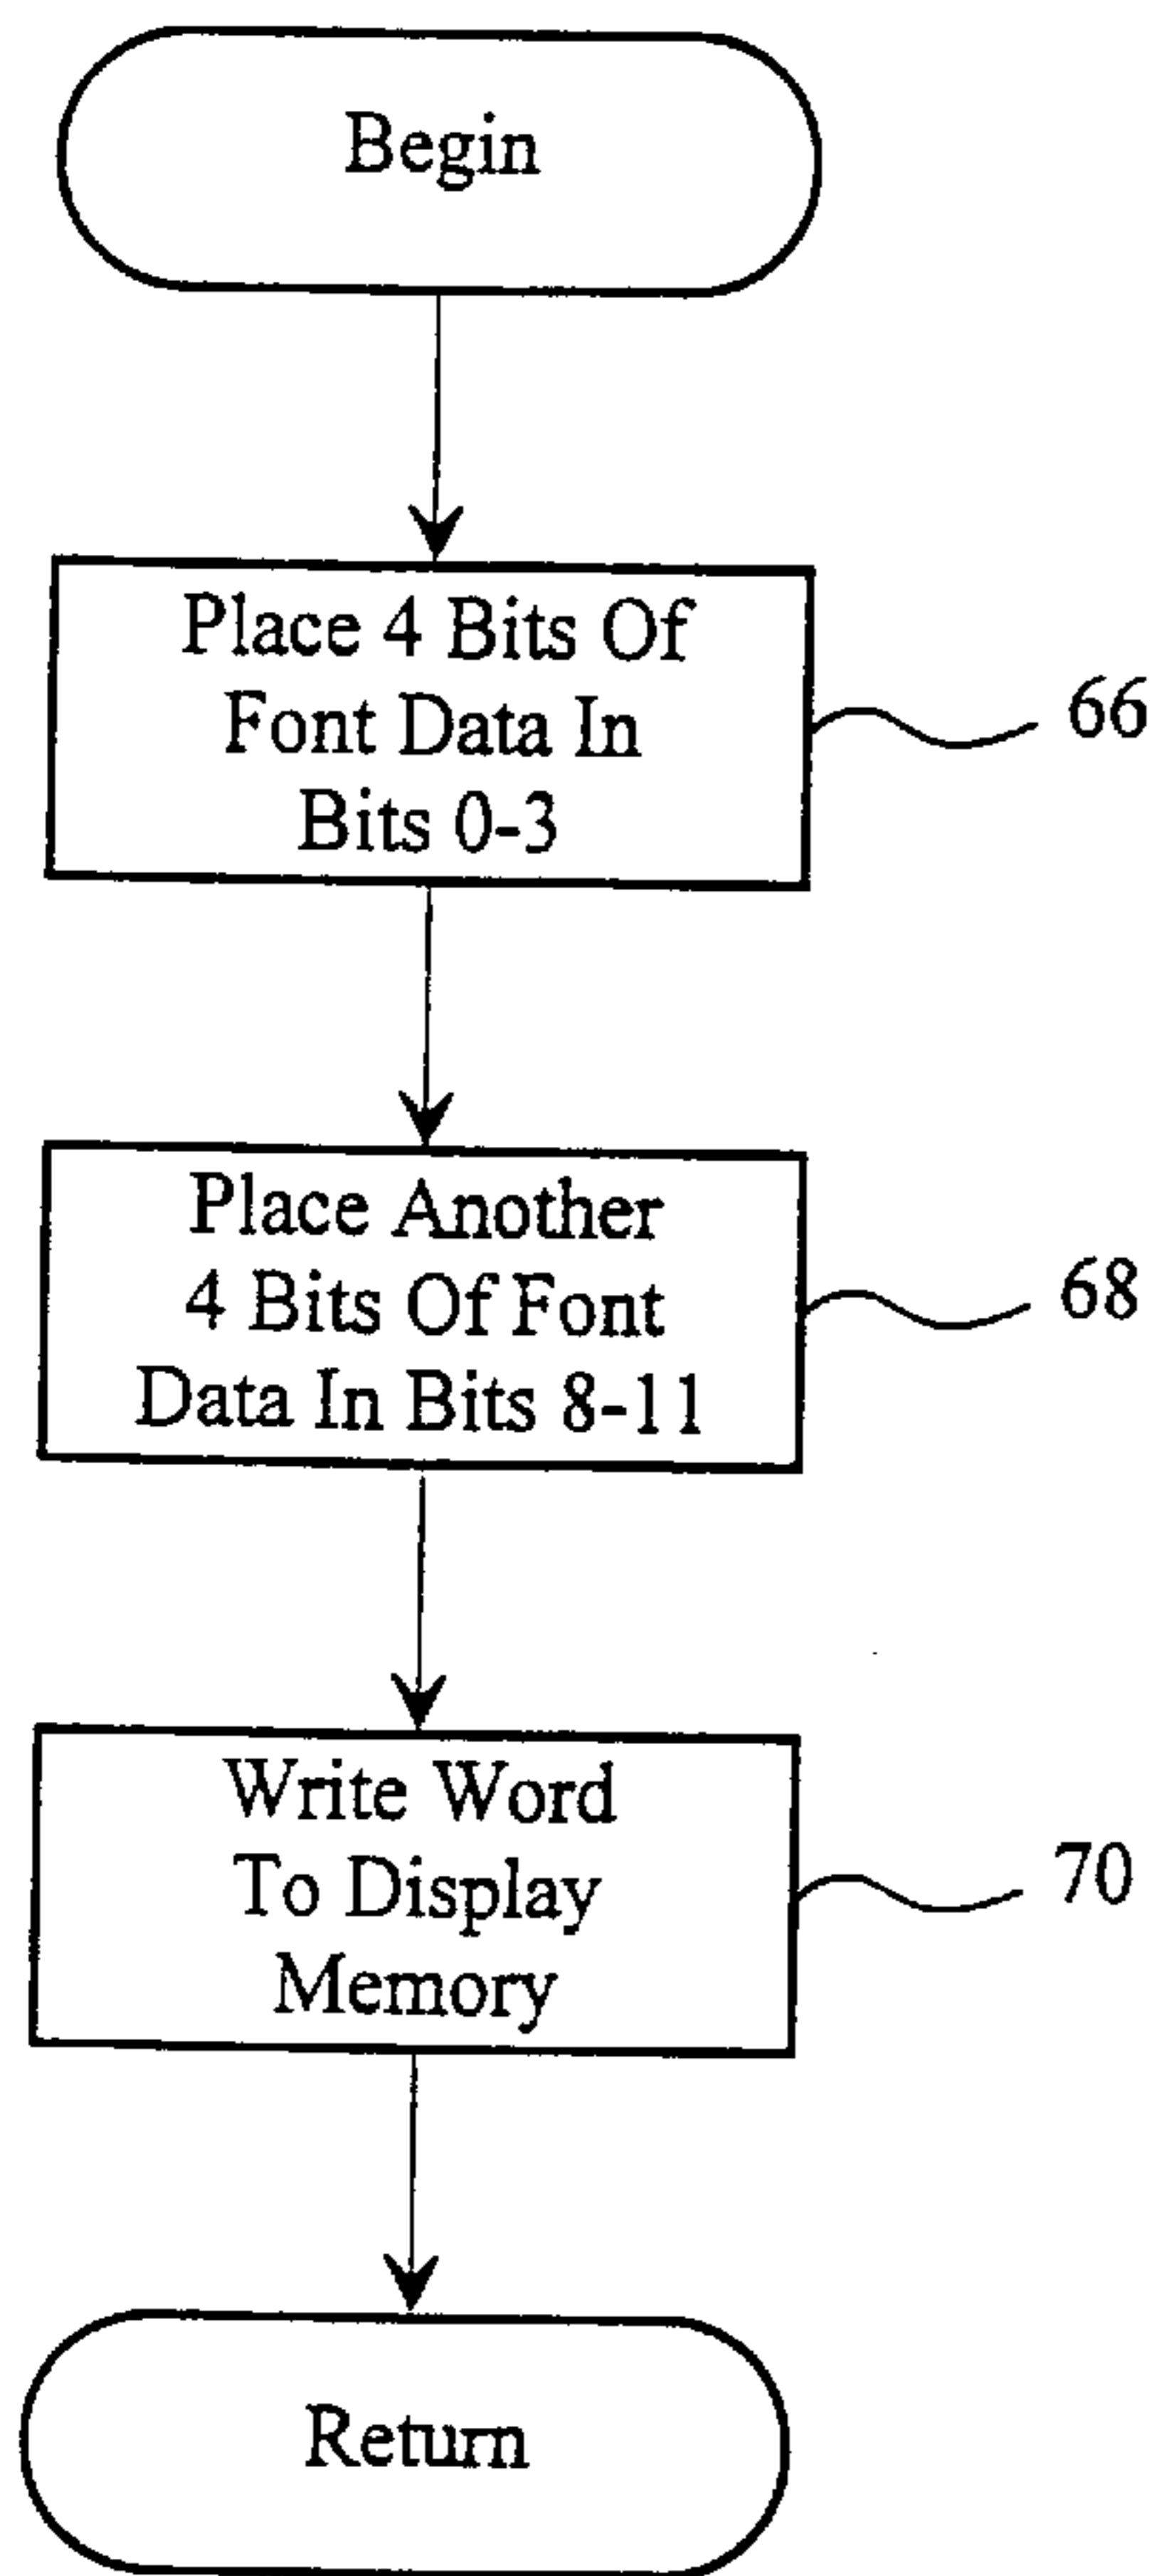 Begin
Place 4 Bits Of
Font Data In
Bits 0-3
66
Place Another
4 Bits Of Font
Data In Bits 8-11
68
Write Word
To Display
Memory
70
Return